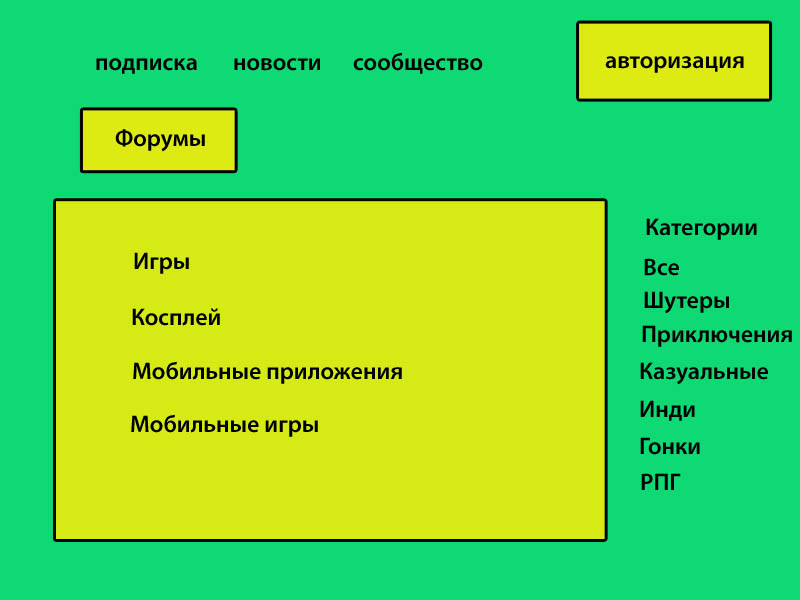 подписка новости сообщество авторизация
Форумы
Игры
Косплей
Мобильные приложения
Мобильные игры
Категории
Все
Шутеры
Приключения
Казуальные
Инди
Гонки
РПГ